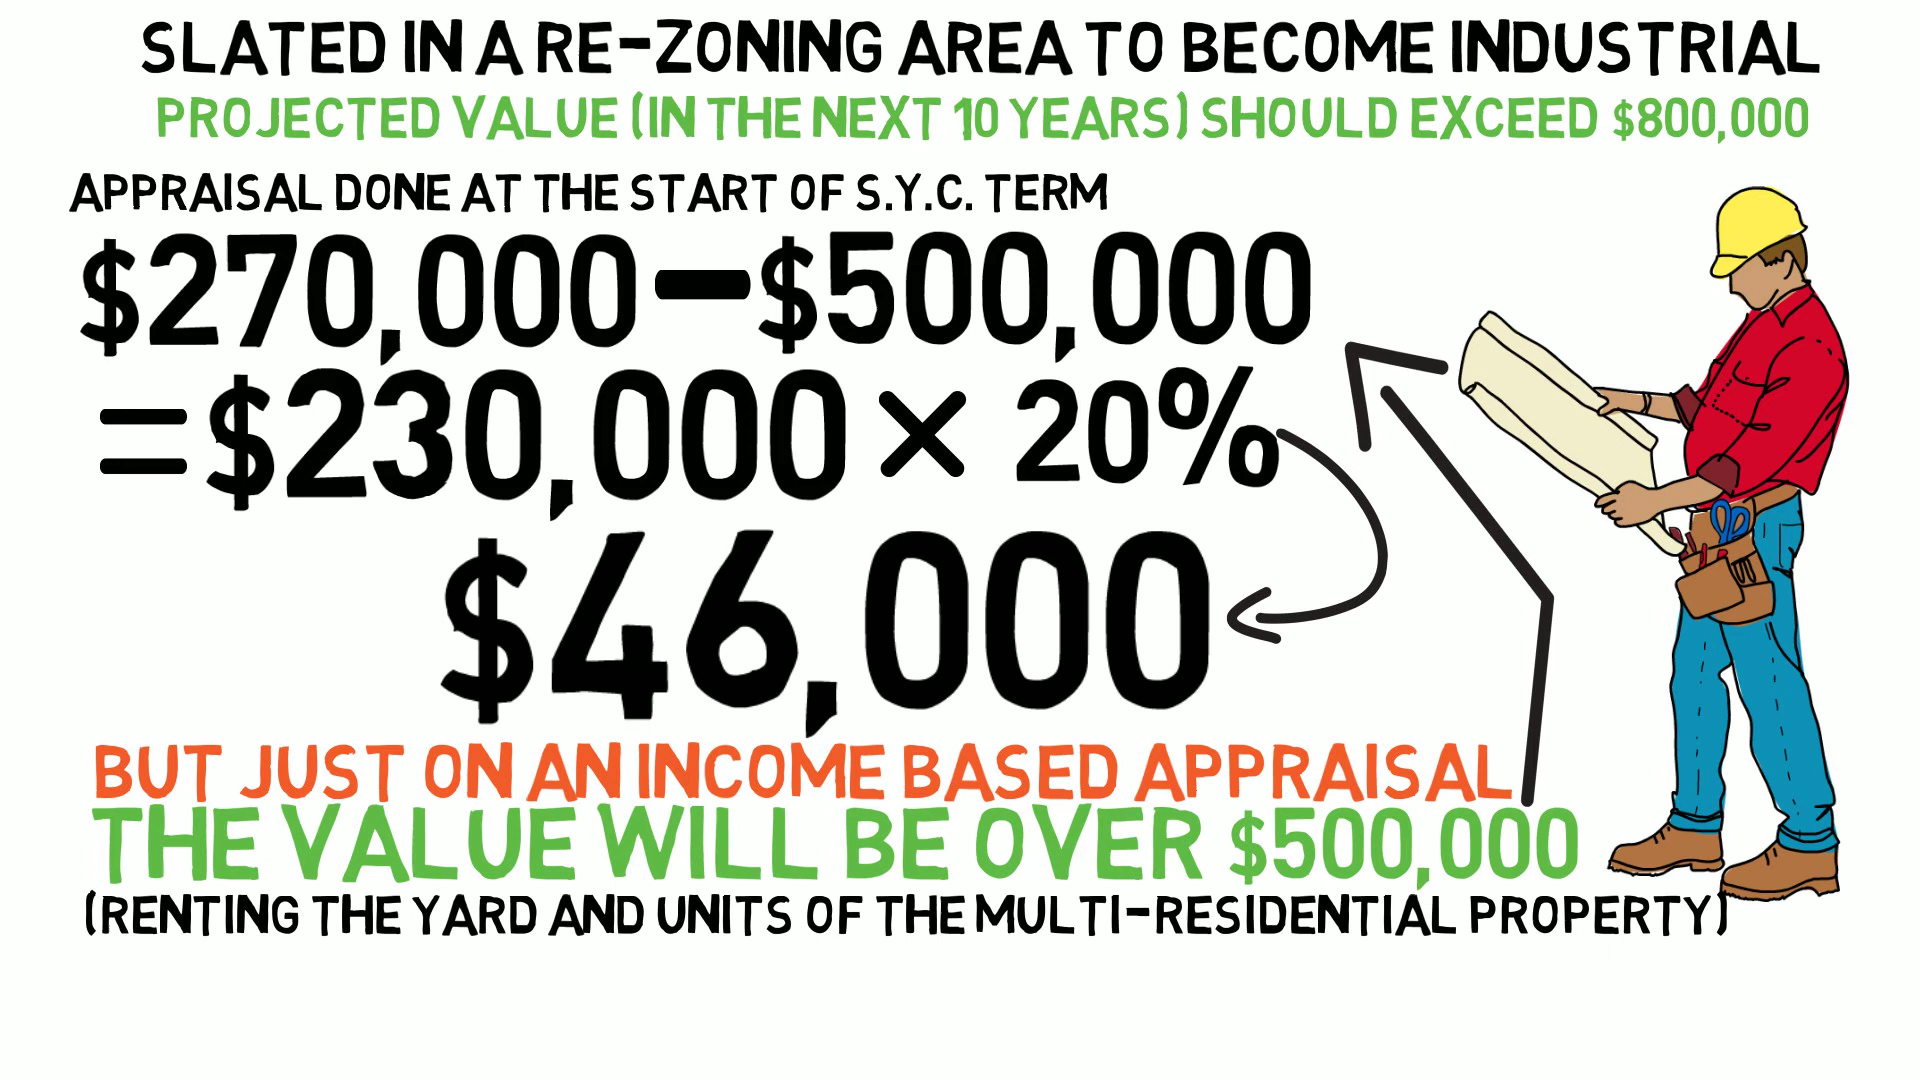 SLATED IN A RE-ZONING AREA TO BECOME INDUSTRIAL
PROJECTED VALUE (IN THE NEXT 10 YEARS) SHOULD EXCEED $800,000
APPRAISAL DONE AT THE START OF S.Y.C. TERM
$270,000-$500,000
=$230,000 × 20%
$46,000
BUT JUST ON AN INCOME BASED APPRAISAL
THE VALUE WILL BE OVER $500,000
(RENTING THE YARD AND UNITS OF THE MULTI-RESIDENTIAL PROPERTY)